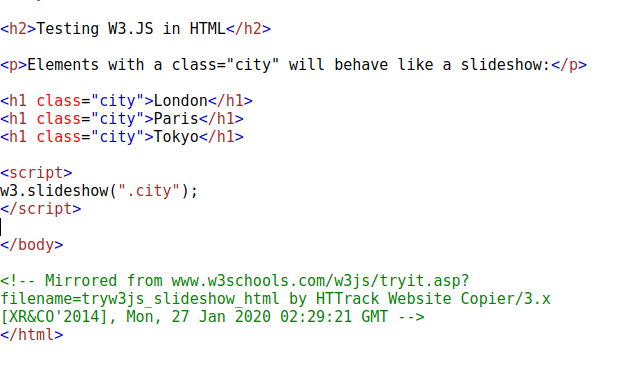 <h2>Testing W3.JS in HTML</h2>
<p>Elements with a class="city" will behave like a slideshow:</p>
<h1 class="city">London</h1>
<h1 class="city">Paris</h1>
<h1 class="city">Tokyo</h1>
<script>
w3.slideshow(".city");
</script>
</body>
<!-- Mirrored from www.w3schools.com/w3js/tryit.asp?
filename=tryw3js_slideshow_html by HTTrack Website Copier/3.x
[XR&CO'2014], Mon, 27 Jan 2020 02:29:21 GMT -->
</html>